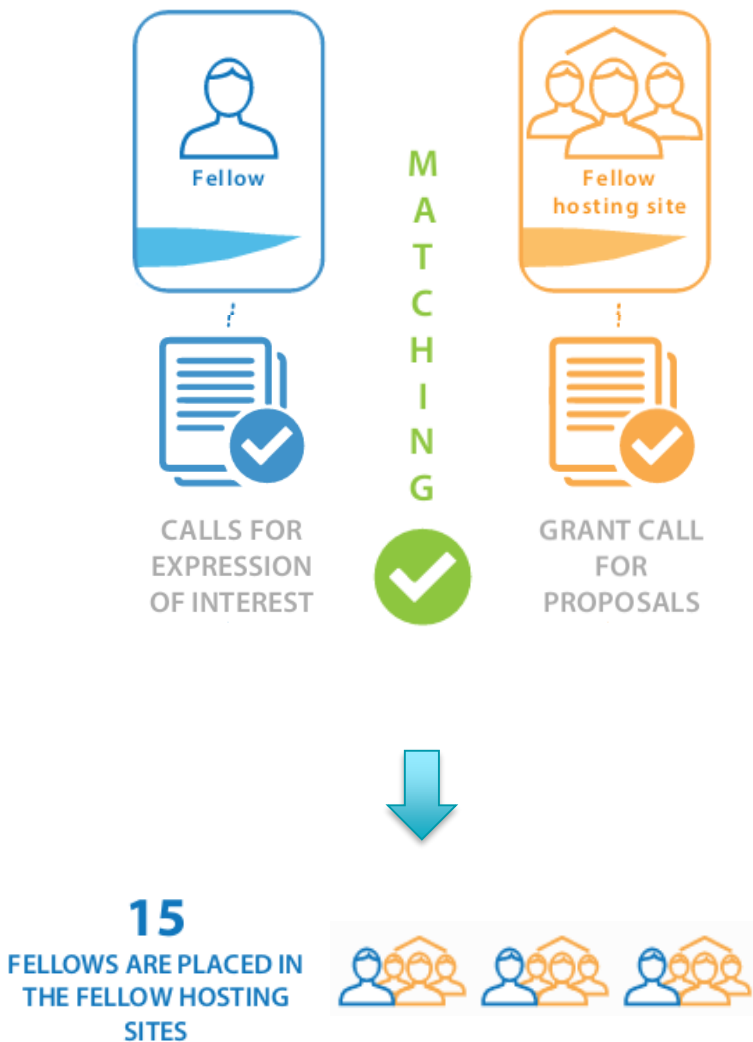 Fellow
Fellow
hosting site
M
A
T
C
H
I
N
G
CALLS FOR
EXPRESSION
OF INTEREST
GRANT CALL
FOR
PROPOSALS
15
FELLOWS ARE PLACED IN
THE FELLOW HOSTING
SITES